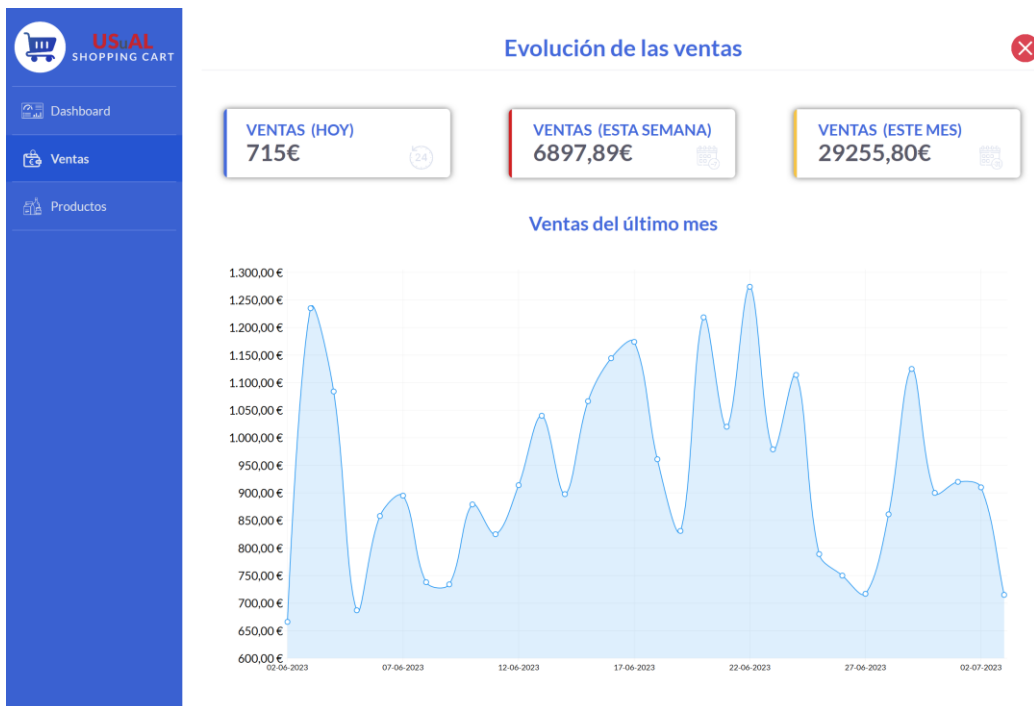 USuAL
SHOPPING CART
Dashboard
Ventas
Productos
Evolución de las ventas
VENTAS (HOY)
715€
24
VENTAS (ESTA SEMANA)
6897,89€
VENTAS (ESTE MES)
29255,80€
Ventas del último mes
1.300,00 €
1.250,00 €
1.200,00 €
1.150,00 €
1.100,00 €
1.050,00 €
1.000,00 €
950,00 €
900,00 €
850,00 €
800,00 €
750,00 €
700,00 €
650,00 €
600,00 €
02-06-2023 07-06-2023 12-06-2023 17-06-2023 22-06-2023 27-06-2023 02-07-2023